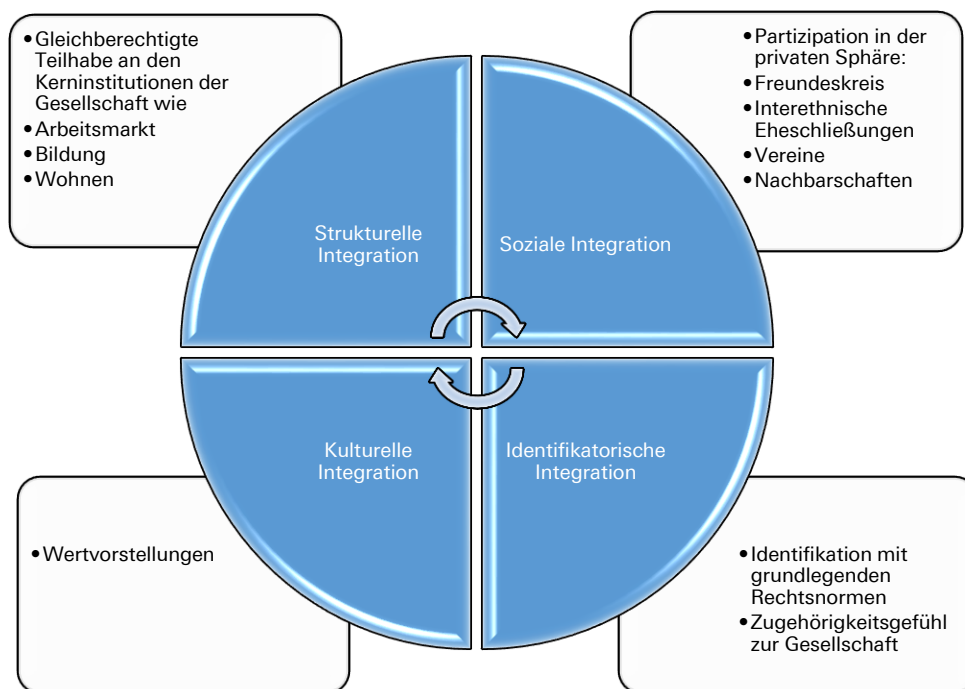 •Gleichberechtigte
Teilhabe an den
Kerninstitutionen der
Gesellschaft wie
•Arbeitsmarkt
•Bildung
•Wohnen
•Partizipation in der
privaten Sphäre:
•Freundeskreis
•Interethnische
Eheschließungen
•Vereine
•Nachbarschaften
Strukturelle
Integration
Soziale Integration
Kulturelle
Integration
Identifikatorische
Integration
•Wertvorstellungen
•Identifikation mit
grundlegenden
Rechtsnormen
•Zugehörigkeitsgefühl
zur Gesellschaft